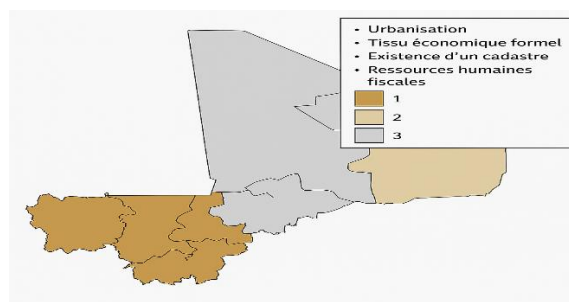 • Urbanisation
• Tissu économique formel
• Existence d'un cadastre
• Ressources humaines
fiscales
1
2
3